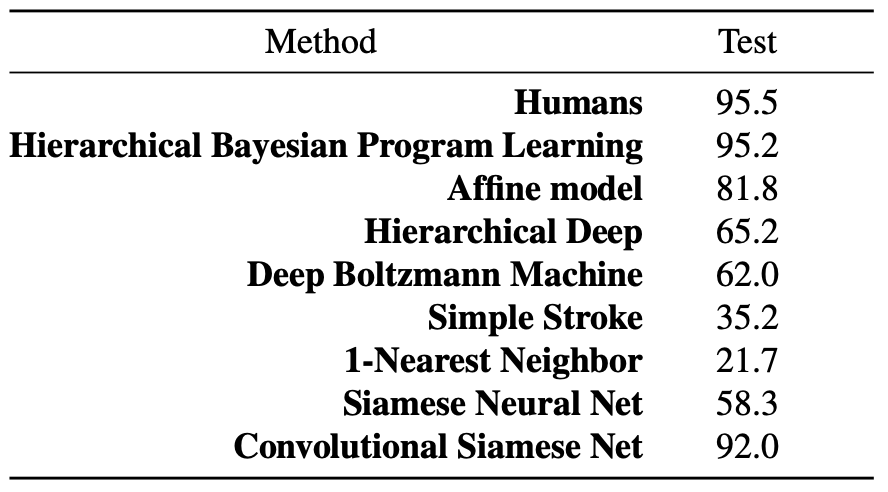 Method Test
Humans 95.5
Hierarchical Bayesian Program Learning 95.2
Affine model 81.8
Hierarchical Deep 65.2
Deep Boltzmann Machine 62.0
Simple Stroke 35.2
1-Nearest Neighbor 21.7
Siamese Neural Net 58.3
Convolutional Siamese Net 92.0